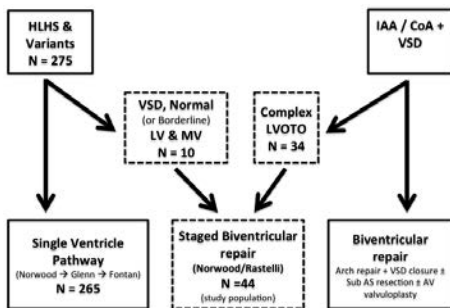 HLHS &
Variants
N = 275
IAA / CoA +
VSD
VSD, Normal
(or Borderline)
LV & MV
N = 10
Complex
LVOTO
N = 34
Single Ventricle
Pathway
(Norwood → Glenn → Fontan)
N = 265
Staged Biventricular
repair
(Norwood/Rastelli)
N =44
(study population)
Biventricular
repair
Arch repair + VSD closure ±
Sub AS resection ± AV
valvuloplasty